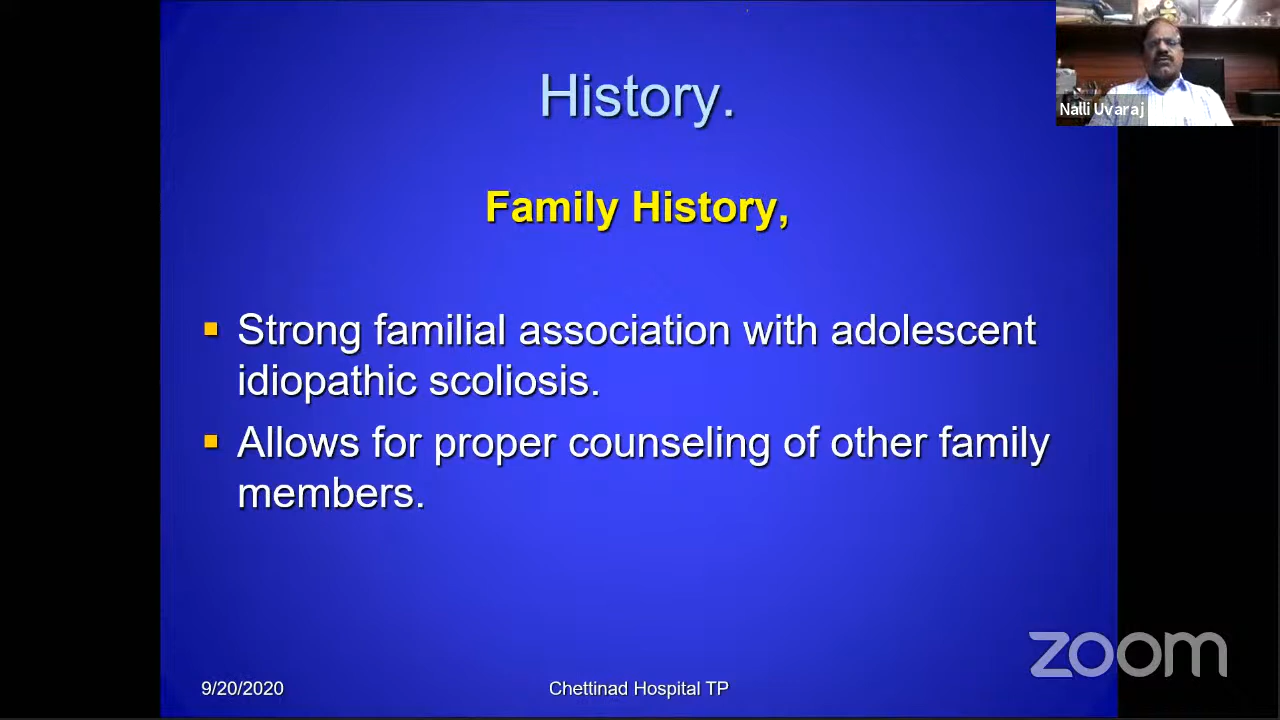 History.
Nalli Uvaraj
Family History,
Strong familial association with adolescent
idiopathic scoliosis.
Allows for proper counseling of other family
members.
zoom
9/20/2020
Chettinad Hospital TP